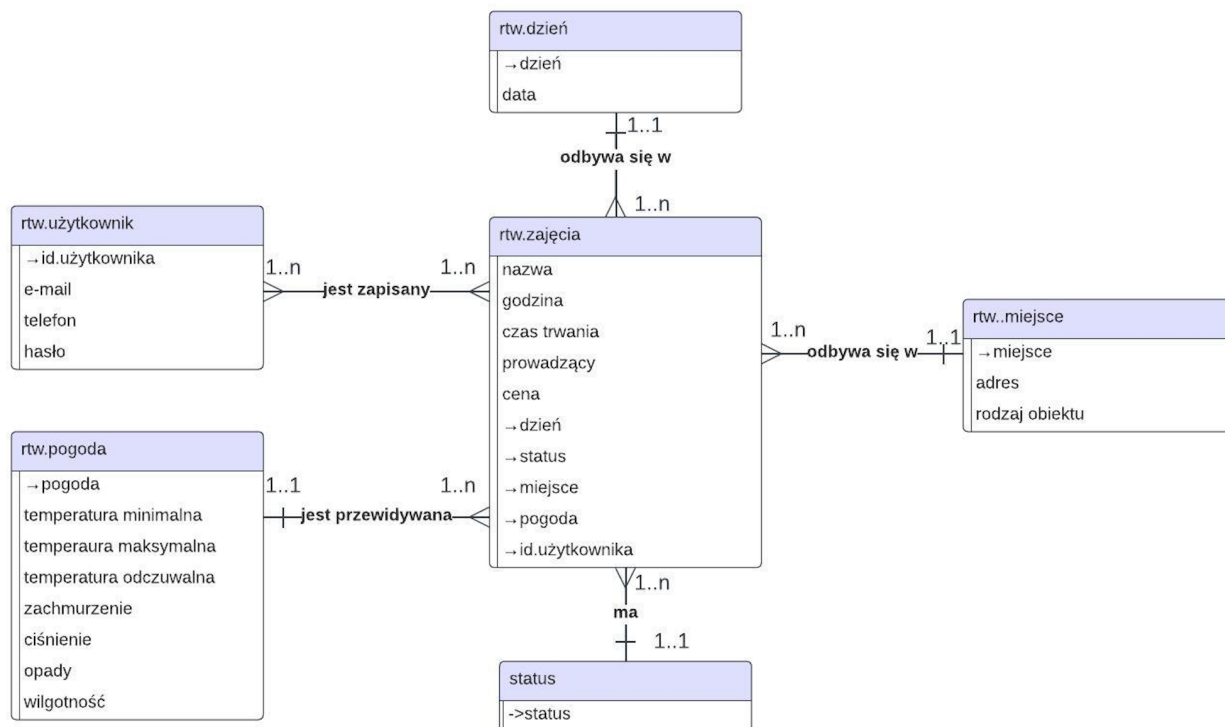 rtw.dzień
→dzień
data
1..1
odbywa się w
1..n
rtw.użytkownik
→id.użytkownika
e-mail
telefon
hasło
1..n
jest zapisany
1..n
rtw.zajęcia
nazwa
godzina
czas trwania
prowadzący
cena
→dzień
→status
→miejsce
→pogoda
→id.użytkownika
1..n
odbywa się w
1..1
rtw..miejsce
→miejsce
adres
rodzaj obiektu
rtw.pogoda
→pogoda
temperatura minimalna
temperaura maksymalna
temperatura odczuwalna
zachmurzenie
ciśnienie
opady
wilgotność
1..1
jest przewidywana
1..n
1..n
ma
1..1
status
->status